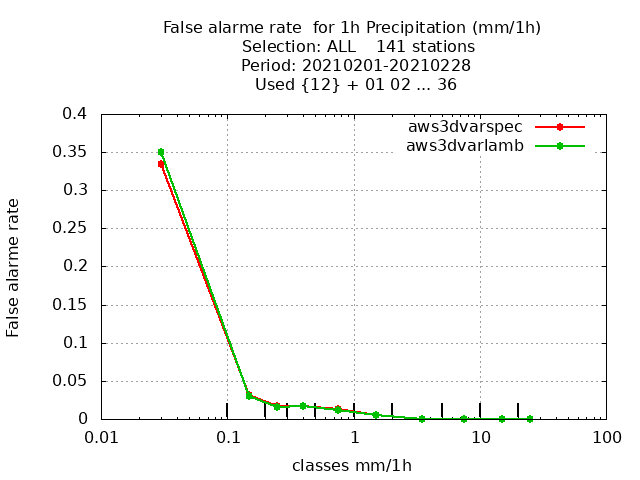 False alarme rate  for 1h Precipitation (mm/1h)
Selection: ALL    141 stations
Period: 20210201-20210228
Used {12} + 01 02 ... 36
aws3dvarspec
aws3dvarlamb
0.4
0.35
0.3
0.25
0.2
0.15
0.1
0.05
0
False alarme rate
0.01 0.1 1 10 100
classes mm/1h